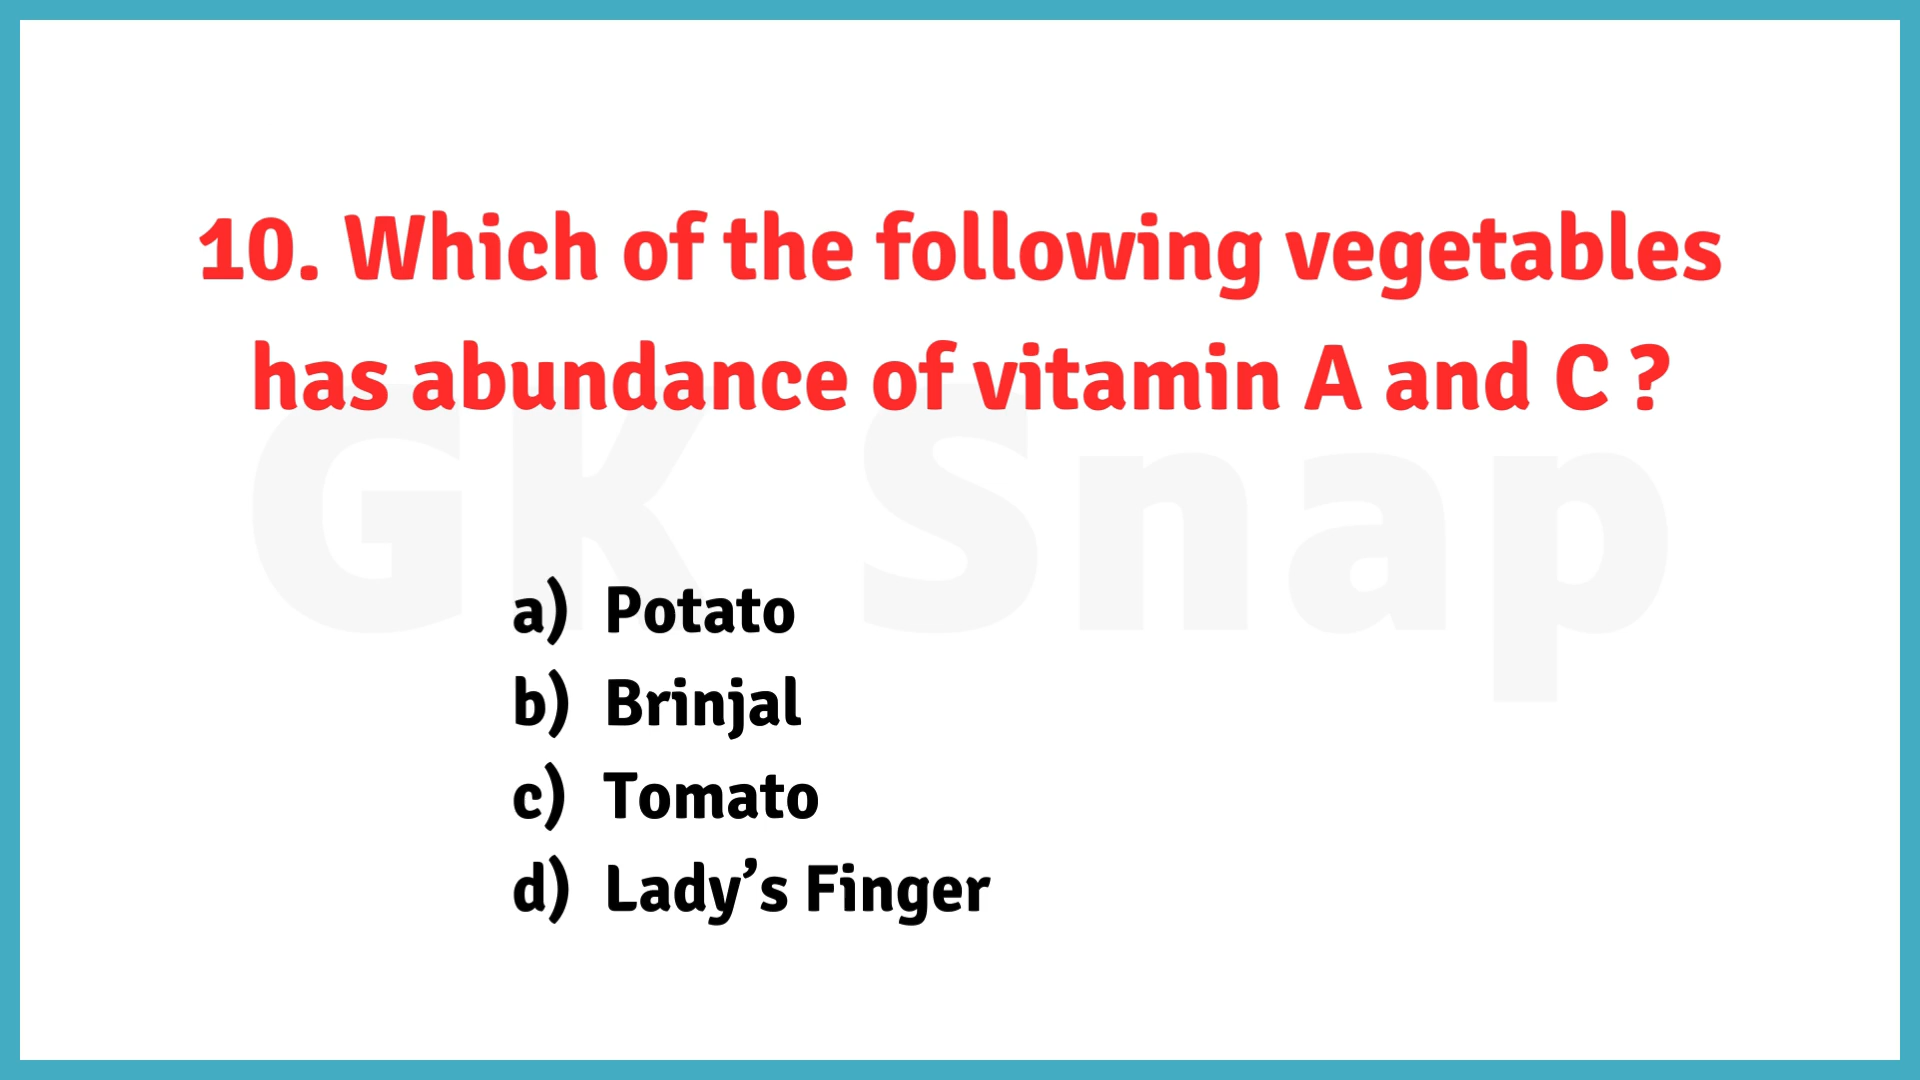 10. Which of the following vegetables
has abundance of vitamin A and C ?
GK Snap
a) Potato
b) Brinjal
c) Tomato
d) Lady’s Finger